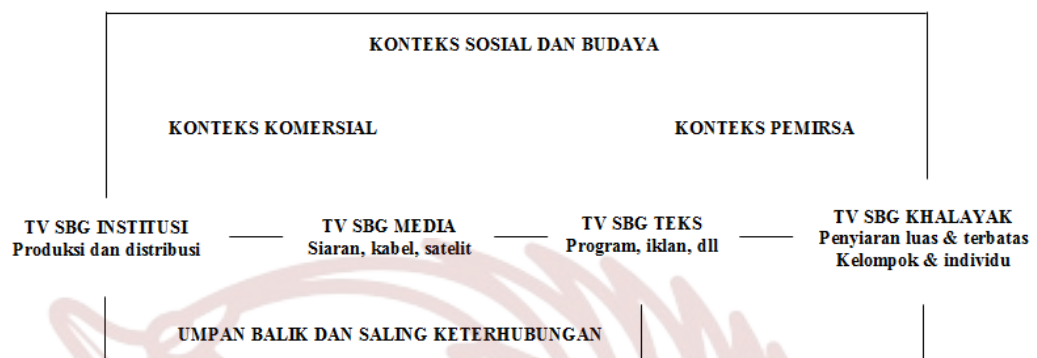 KONTEKS SOSIAL DAN BUDAYA
KONTEKS KOMERSIAL
KONTEKS PEMIRSA
TV SBG INSTITUSI
Produksi dan distribusi
TV SBG MEDIA
Siaran, kabel, satelit
TV SBG TEKS
Program, iklan, dll
TV SBG KHALAYAK
Penyiaran luas & terbatas
Kelompok & individu
UMPAN BALIK DAN SALING KETERHUBUNGAN